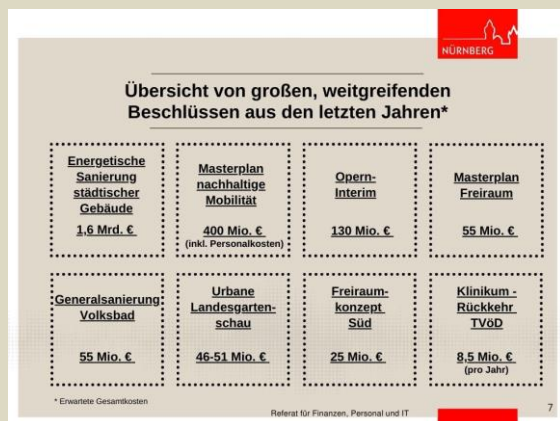 NÜRNBERG
Übersicht von großen, weitgreifenden
Beschlüssen aus den letzten Jahren*
Energetische
Sanierung
städtischer
Gebäude
1,6 Mrd. €
Masterplan
nachhaltige
Mobilität
400 Mio. €
(inkl. Personalkosten)
Opern-
Interim
130 Mio. €
Masterplan
Freiraum
55 Mio. €
Generalsanierung
Volksbad
55 Mio. €
Urbane
Landesgarten-
schau
46-51 Mio. €
Freiraum-
konzept
Süd
25 Mio. €
Klinikum -
Rückkehr
TVöD
8,5 Mio. €
(pro Jahr)
* Erwartete Gesamtkosten
Referat für Finanzen, Personal und IT
7